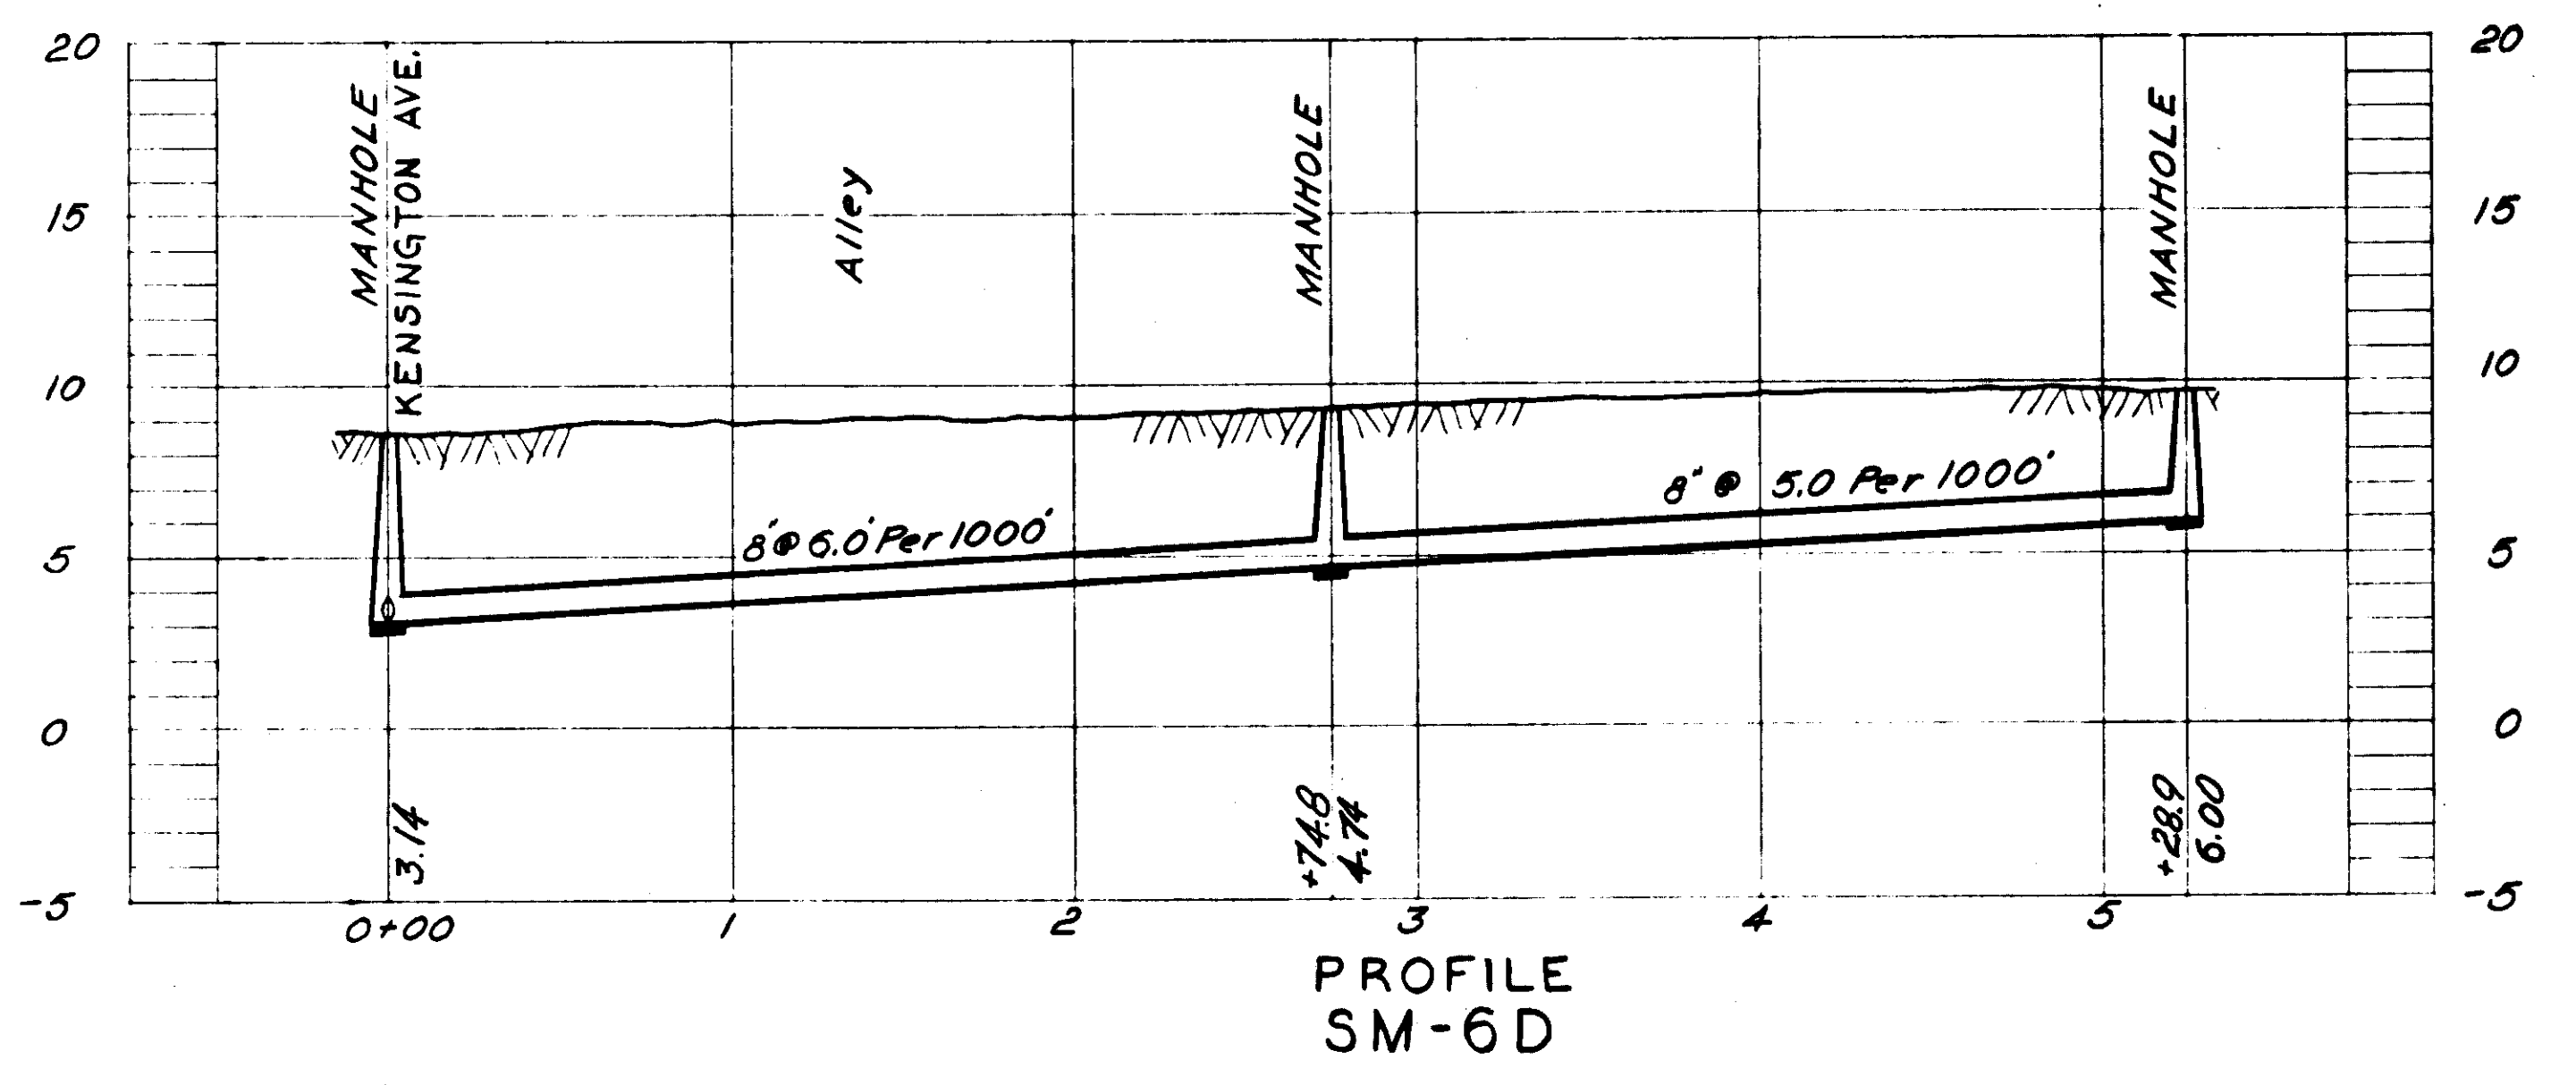 20
15
10
5
0
-5
MANHOLE
KENSINGTON AVE.
Alley
MANHOLE
MANHOLE
20
15
10
5
0
-5
8" @ 6.0' Per 1000'
8" @ 5.0 Per 1000'
3.14
+74.8
4.74
+28.9
6.00
0+00 1 2 3 4 5
PROFILE
SM-6D